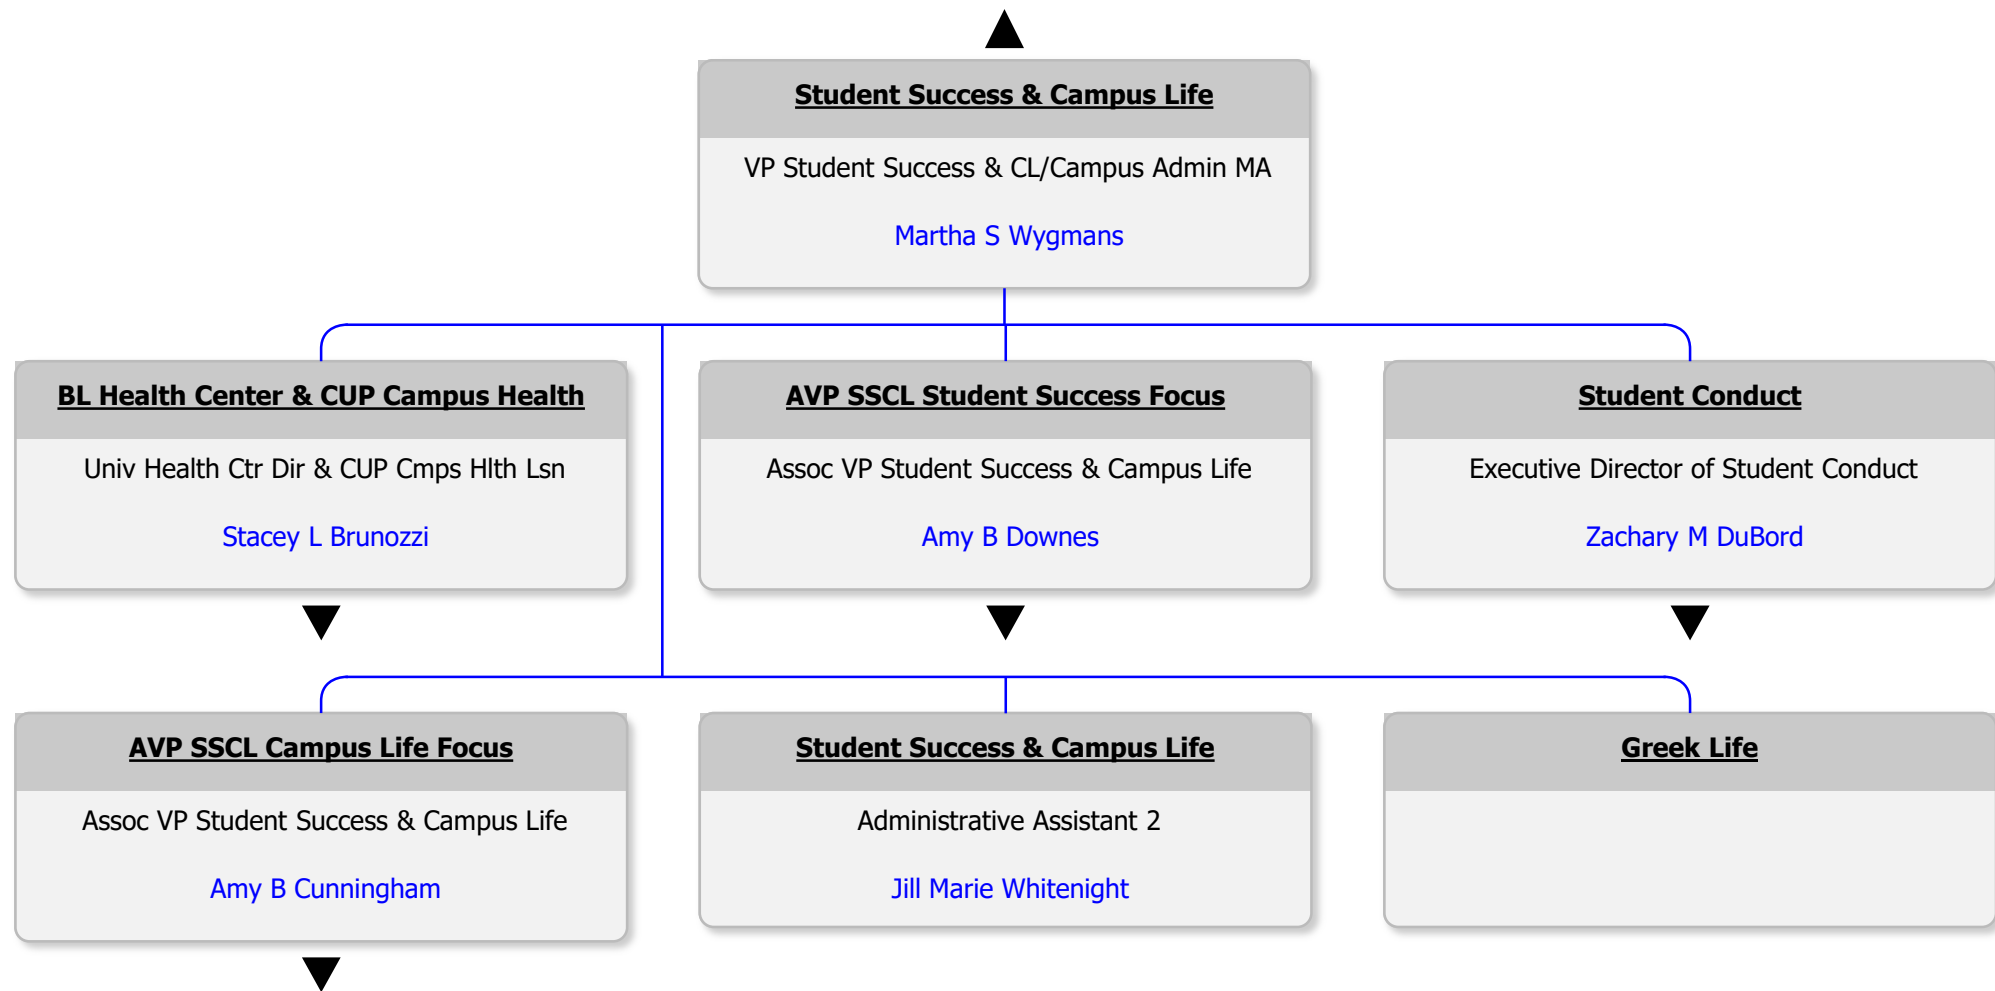 Student Success & Campus Life
VP Student Success & CL/Campus Admin MA
Martha S Wygmans
BL Health Center & CUP Campus Health
Univ Health Ctr Dir & CUP Cmps Hlth Lsn
Stacey L Brunozzi
AVP SSCL Student Success Focus
Assoc VP Student Success & Campus Life
Amy B Downes
Student Conduct
Executive Director of Student Conduct
Zachary M DuBord
AVP SSCL Campus Life Focus
Assoc VP Student Success & Campus Life
Amy B Cunningham
Student Success & Campus Life
Administrative Assistant 2
Jill Marie Whitenight
Greek Life